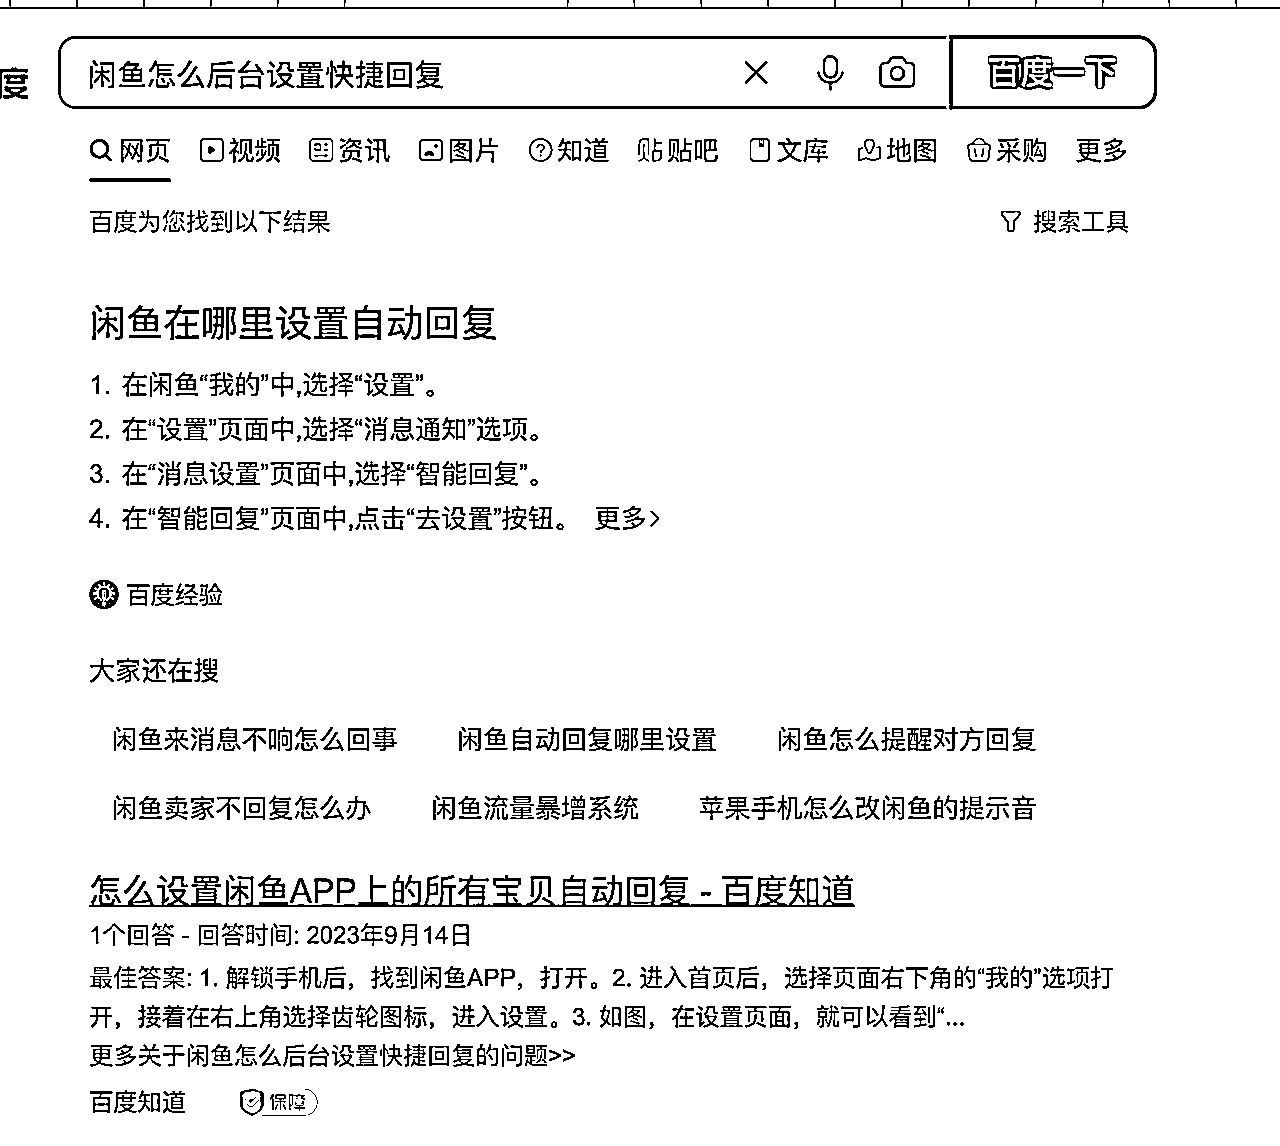 度 闲鱼怎么后台设置快捷回复 百度一下
网页 视频 资讯 图片 知道 贴吧 文库 地图 采购 更多
百度为您找到以下结果 搜索工具
闲鱼在哪里设置自动回复
1. 在闲鱼“我的”中,选择“设置”。
2. 在“设置”页面中,选择“消息通知”选项。
3. 在“消息设置”页面中,选择“智能回复”。
4. 在“智能回复”页面中,点击“去设置”按钮。 更多>
百度经验
大家还在搜
闲鱼来消息不响怎么回事 闲鱼自动回复哪里设置 闲鱼怎么提醒对方回复
闲鱼卖家不回复怎么办 闲鱼流量暴增系统 苹果手机怎么改闲鱼的提示音
怎么设置闲鱼APP上的所有宝贝自动回复 - 百度知道
1个回答 - 回答时间: 2023年9月14日
最佳答案: 1. 解锁手机后，找到闲鱼APP，打开。2. 进入首页后，选择页面右下角的“我的”选项打
开，接着在右上角选择齿轮图标，进入设置。3. 如图，在设置页面，就可以看到“...
更多关于闲鱼怎么后台设置快捷回复的问题>>
百度知道 保障